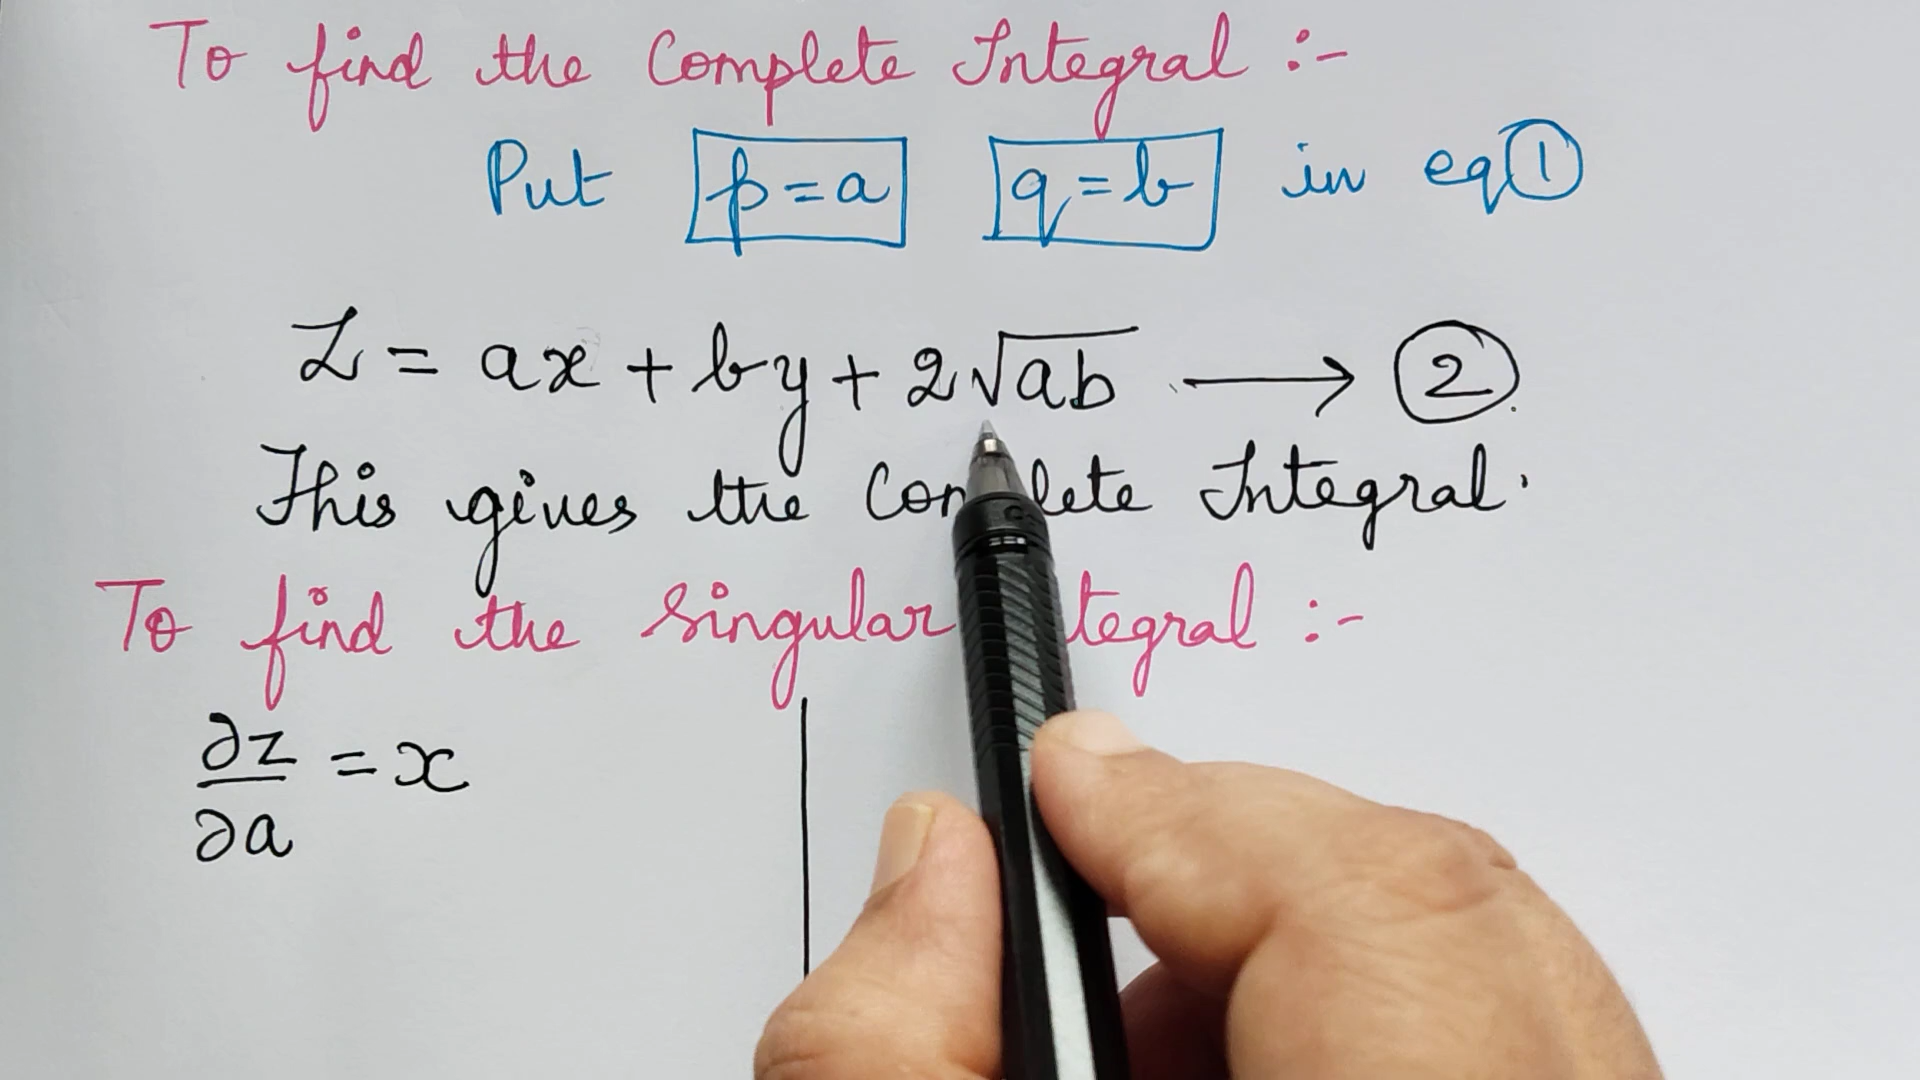 To find the Complete Integral :-
Put p=a q=b in eq ①
Z = ax + by + 2√ab ⟶ ②
This gives the Integral.
To find the Singular :-
∂z/∂a = x